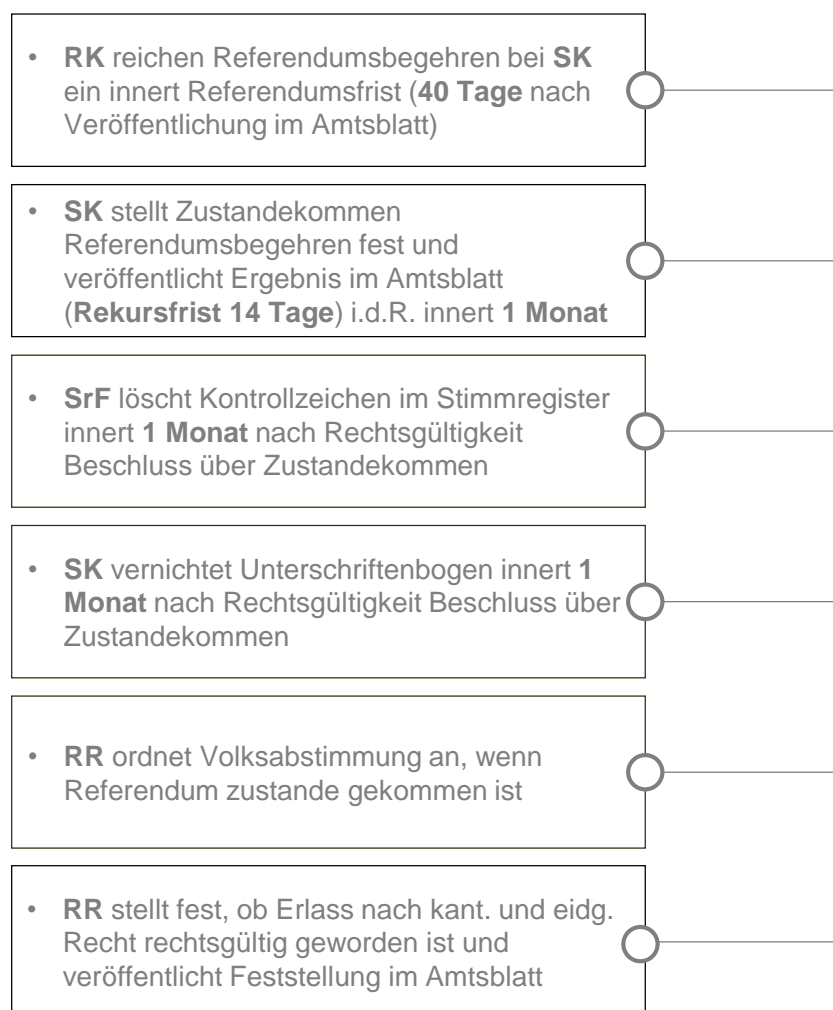 • RK reichen Referendumsbegehren bei SK
ein innert Referendumsfrist (40 Tage nach
Veröffentlichung im Amtsblatt)
• SK stellt Zustandekommen
Referendumsbegehren fest und
veröffentlicht Ergebnis im Amtsblatt
(Rekursfrist 14 Tage) i.d.R. innert 1 Monat
• SrF löscht Kontrollzeichen im Stimmregister
innert 1 Monat nach Rechtsgültigkeit
Beschluss über Zustandekommen
• SK vernichtet Unterschriftenbogen innert 1
Monat nach Rechtsgültigkeit Beschluss über
Zustandekommen
• RR ordnet Volksabstimmung an, wenn
Referendum zustande gekommen ist
• RR stellt fest, ob Erlass nach kant. und eidg.
Recht rechtsgültig geworden ist und
veröffentlicht Feststellung im Amtsblatt